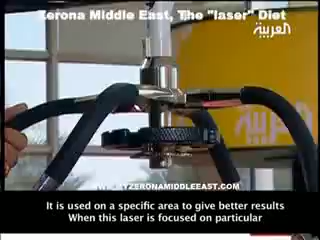 Zerona Middle East, The "laser" Diet
العربية
WWW.MYZERONAMIDDLEEAST.COM
It is used on a specific area to give better results
When this laser is focused on particular